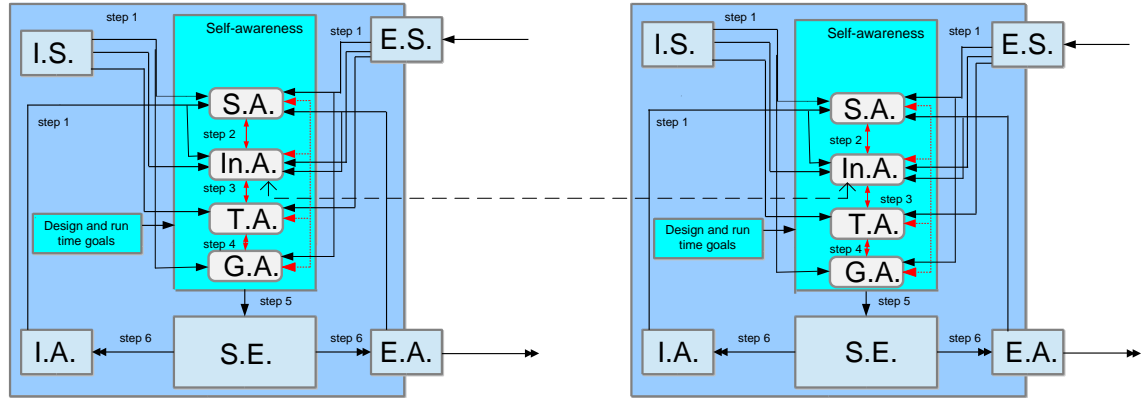 step 1
Self-awareness
step 1
I.S.
E.S.
S.A.
step 1
step 2
In.A.
step 3
T.A.
Design and run
time goals
step 4
G.A.
step 5
I.A.
step 6
S.E.
step 6
E.A.
step 1
Self-awareness
step 1
I.S.
E.S.
S.A.
step 1
step 2
In.A.
step 3
T.A.
Design and run
time goals
step 4
G.A.
step 5
I.A.
step 6
S.E.
step 6
E.A.